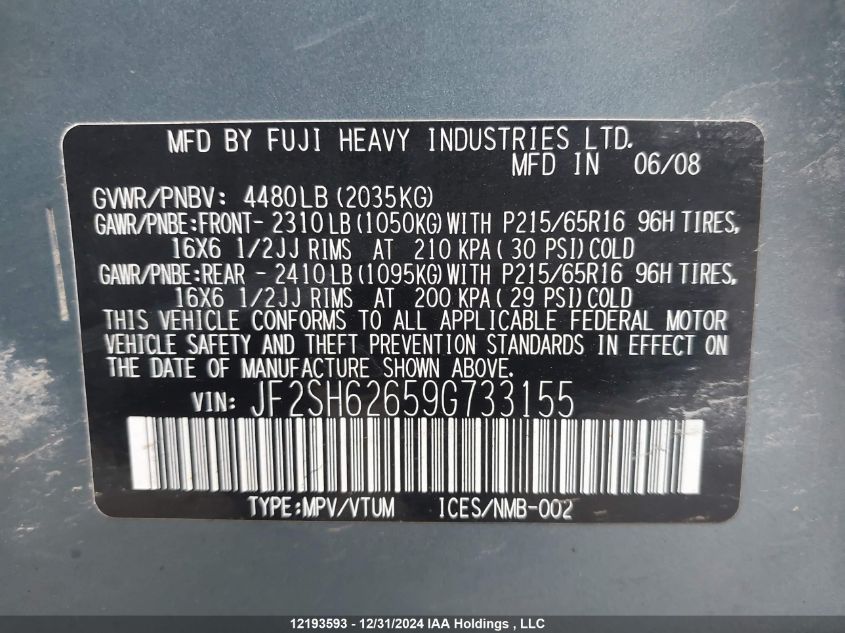 MFD BY FUJI HEAVY INDUSTRIES LTD.
MFD IN 06/08
GVWR/PNBV: 4480LB(2035KG)
GAWR/PNBE:FRONT- 2310LB(1050KG)WITH P215/65R16 96H TIRES,
16X6 1/2JJ RIMS AT 210 KPA( 30 PSI)COLD
GAWR/PNBE:REAR - 2410LB(1095KG)WITH P215/65R16 96H TIRES,
16X6 1/2JJ RIMS AT 200 KPA( 29 PSI)COLD
THIS VEHICLE CONFORMS TO ALL APPLICABLE FEDERAL MOTOR
VEHICLE SAFETY AND THEFT PREVENTION STANDARDS IN EFFECT ON
THE DATE OF MANUFACTURE SHOWN ABOVE.
VIN: JF2SH62659G733155
TYPE:MPV/VTUM ICES/NMB-002
12193593 - 12/31/2024 IAA Holdings , LLC